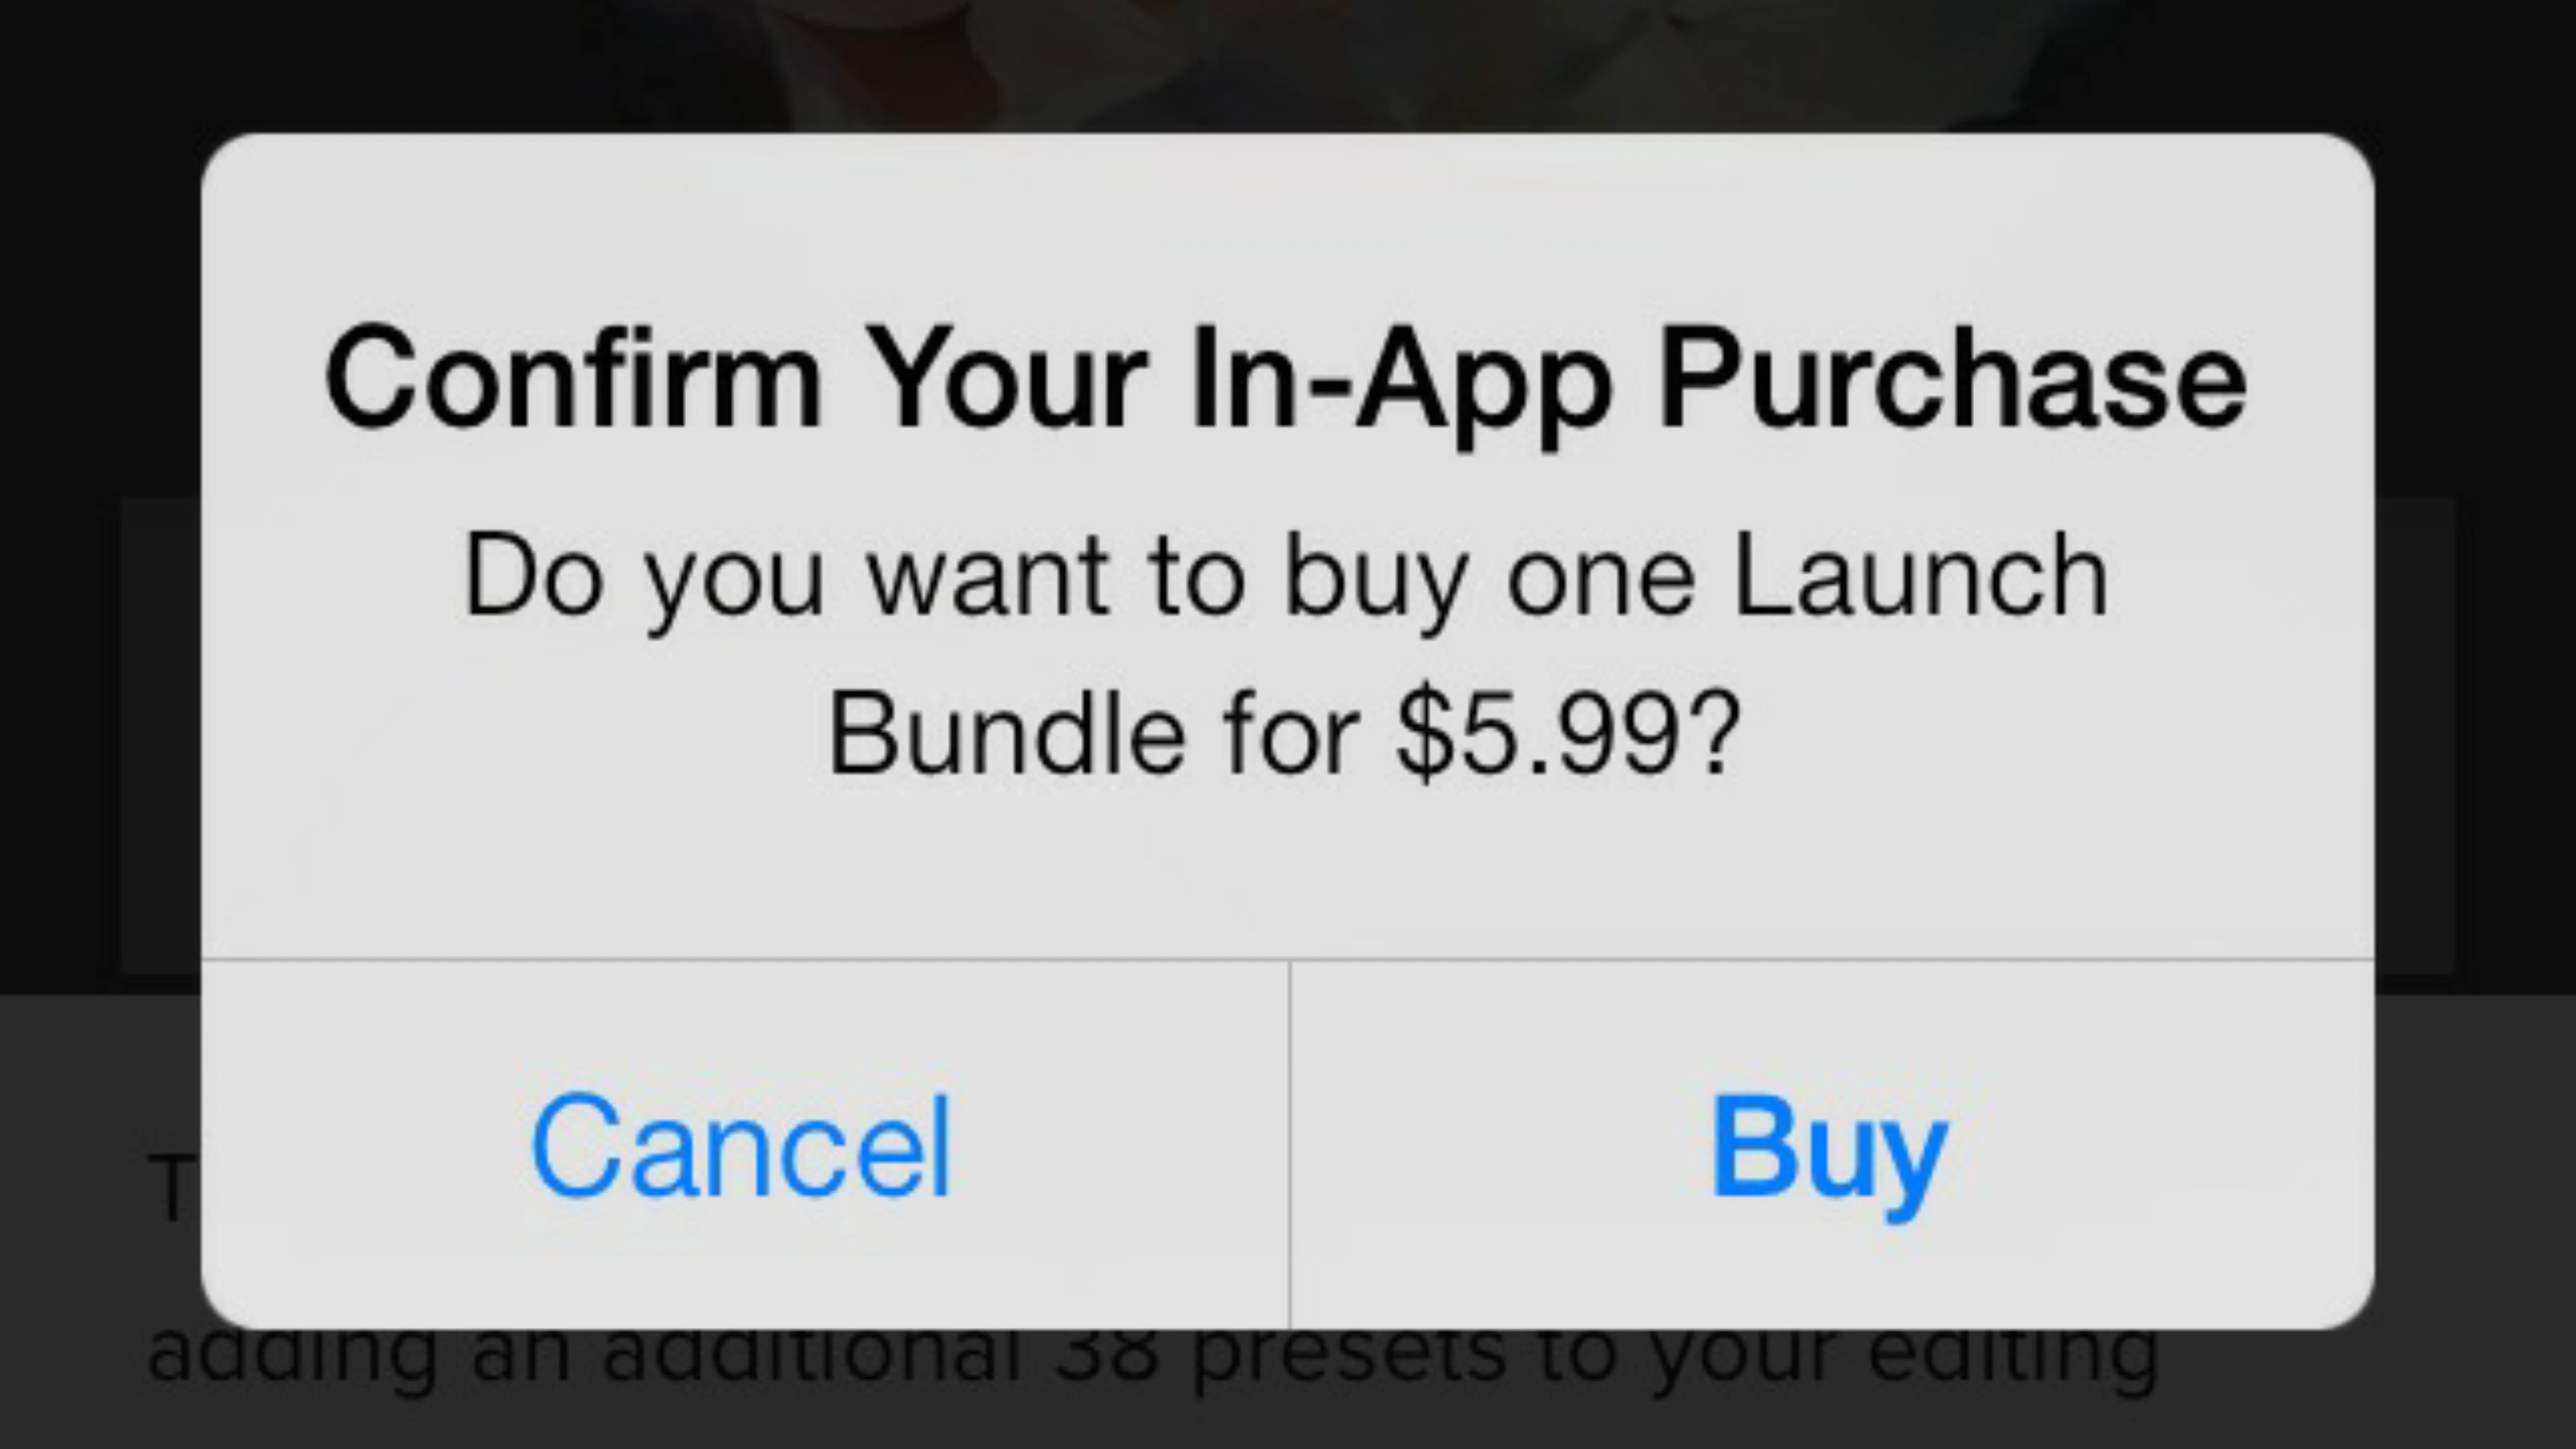 Confirm Your In-App Purchase
Do you want to buy one Launch
Bundle for $5.99?
Cancel
Buy
adding an additional 38 presets to your editing